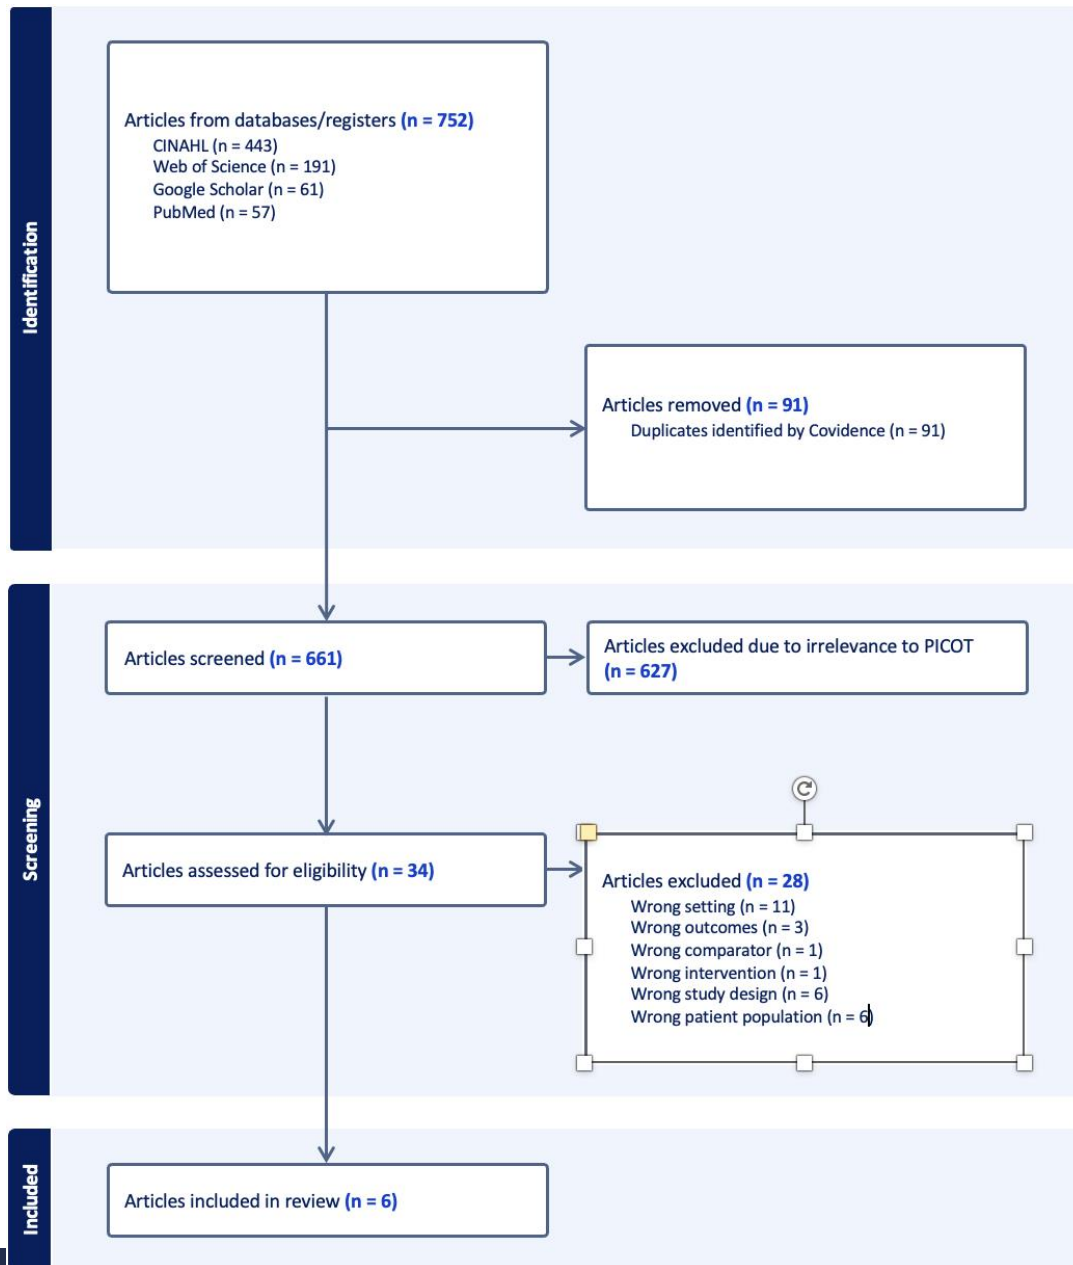 Identification
Articles from databases/registers (n = 752)
CINAHL (n = 443)
Web of Science (n = 191)
Google Scholar (n = 61)
PubMed (n = 57)
Articles removed (n = 91)
Duplicates identified by Covidence (n = 91)
Screening
Articles screened (n = 661)
Articles excluded due to irrelevance to PICOT
(n = 627)
Articles assessed for eligibility (n = 34)
Articles excluded (n = 28)
Wrong setting (n = 11)
Wrong outcomes (n = 3)
Wrong comparator (n = 1)
Wrong intervention (n = 1)
Wrong study design (n = 6)
Wrong patient population (n = 6)
Included
Articles included in review (n = 6)